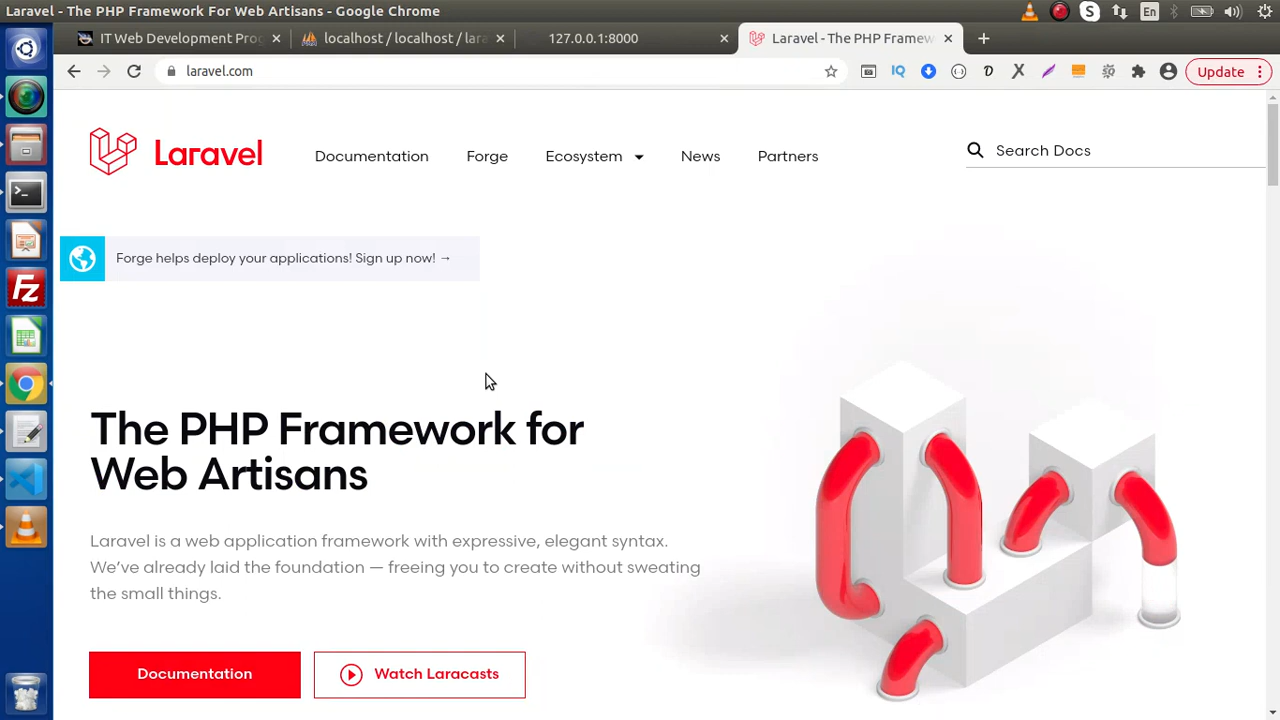 Laravel - The PHP Framework For Web Artisans - Google Chrome
En
IT Web Development Pro
localhost / localhost / lara
127.0.0.1:8000
Laravel - The PHP Framew
laravel.com
IQ
Update
Laravel
Documentation
Forge
Ecosystem
News
Partners
Search Docs
Forge helps deploy your applications! Sign up now! →
The PHP Framework for
Web Artisans
Laravel is a web application framework with expressive, elegant syntax.
We've already laid the foundation — freeing you to create without sweating
the small things.
Documentation
Watch Laracasts